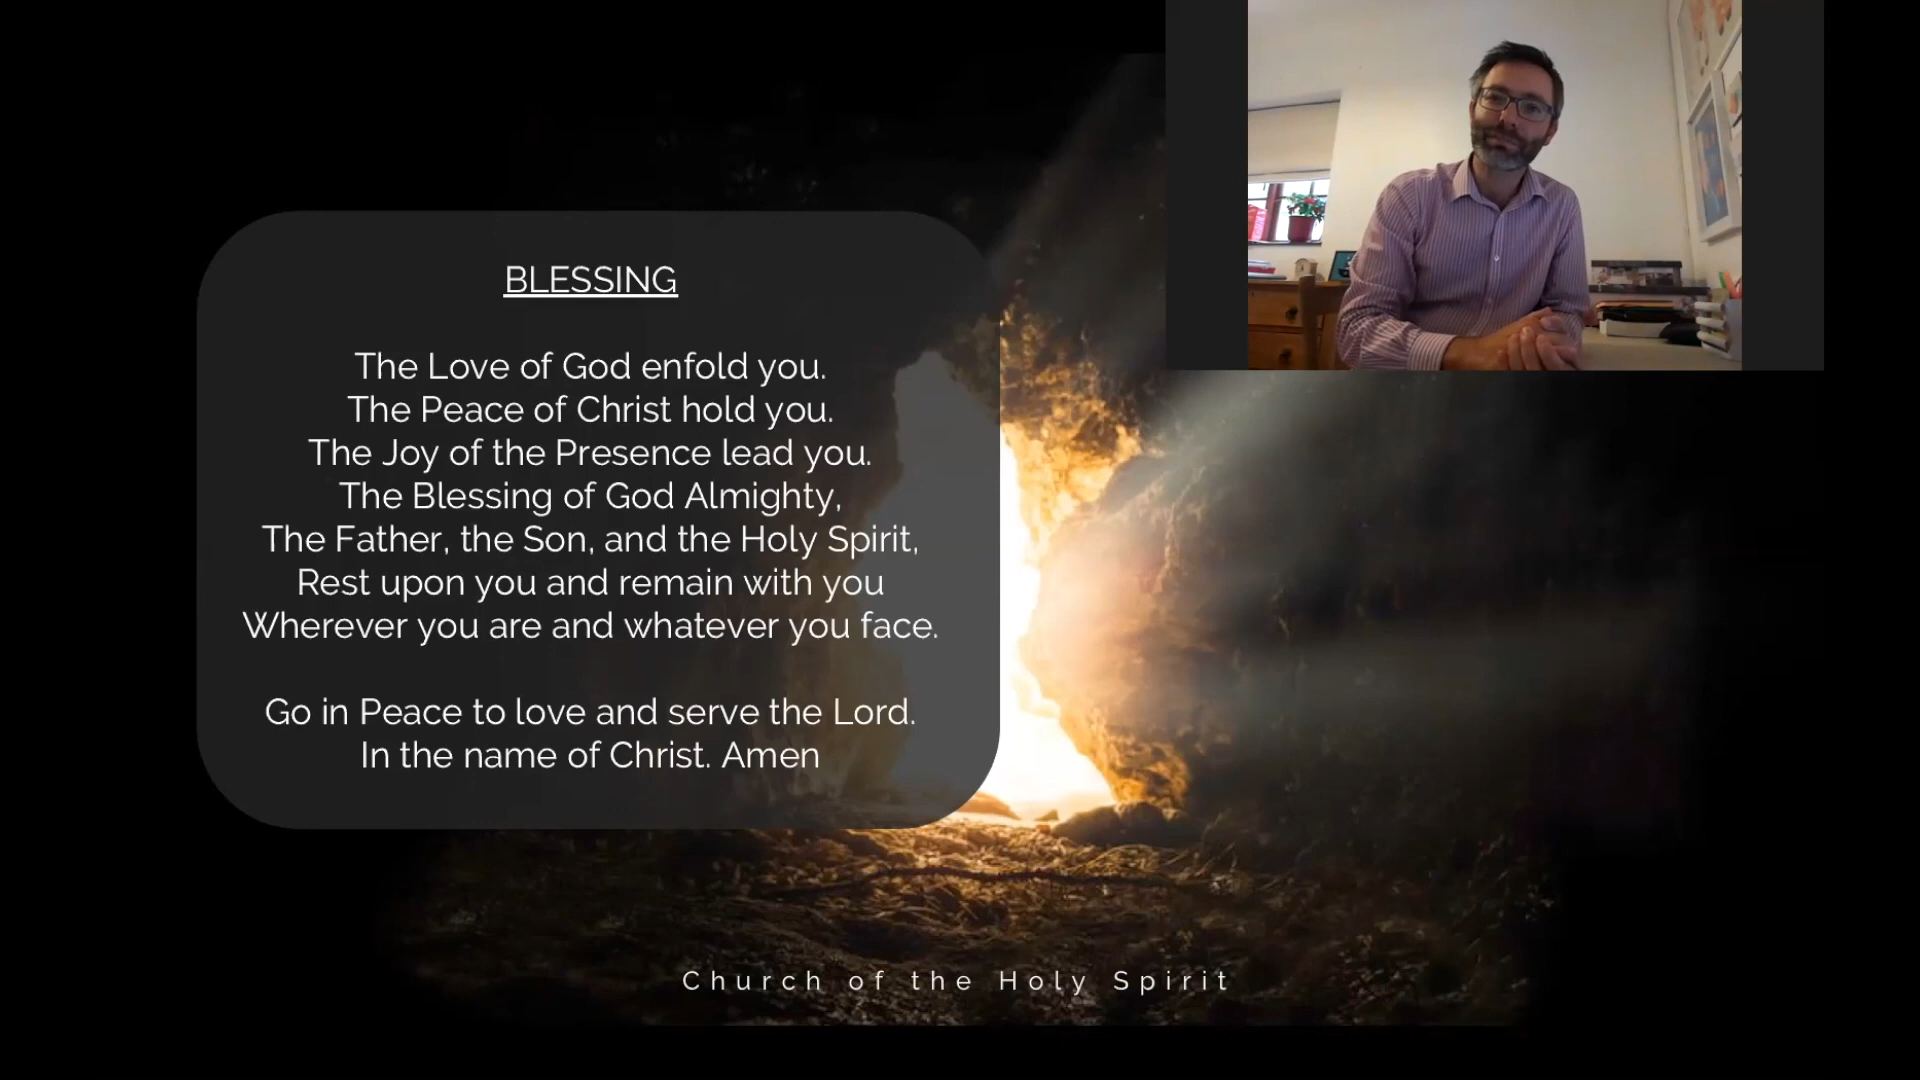 BLESSING
The Love of God enfold you.
The Peace of Christ hold you.
The Joy of the Presence lead you.
The Blessing of God Almighty,
The Father, the Son, and the Holy Spirit,
Rest upon you and remain with you
Wherever you are and whatever you face.
Go in Peace to love and serve the Lord.
In the name of Christ. Amen
Church of the Holy Spirit